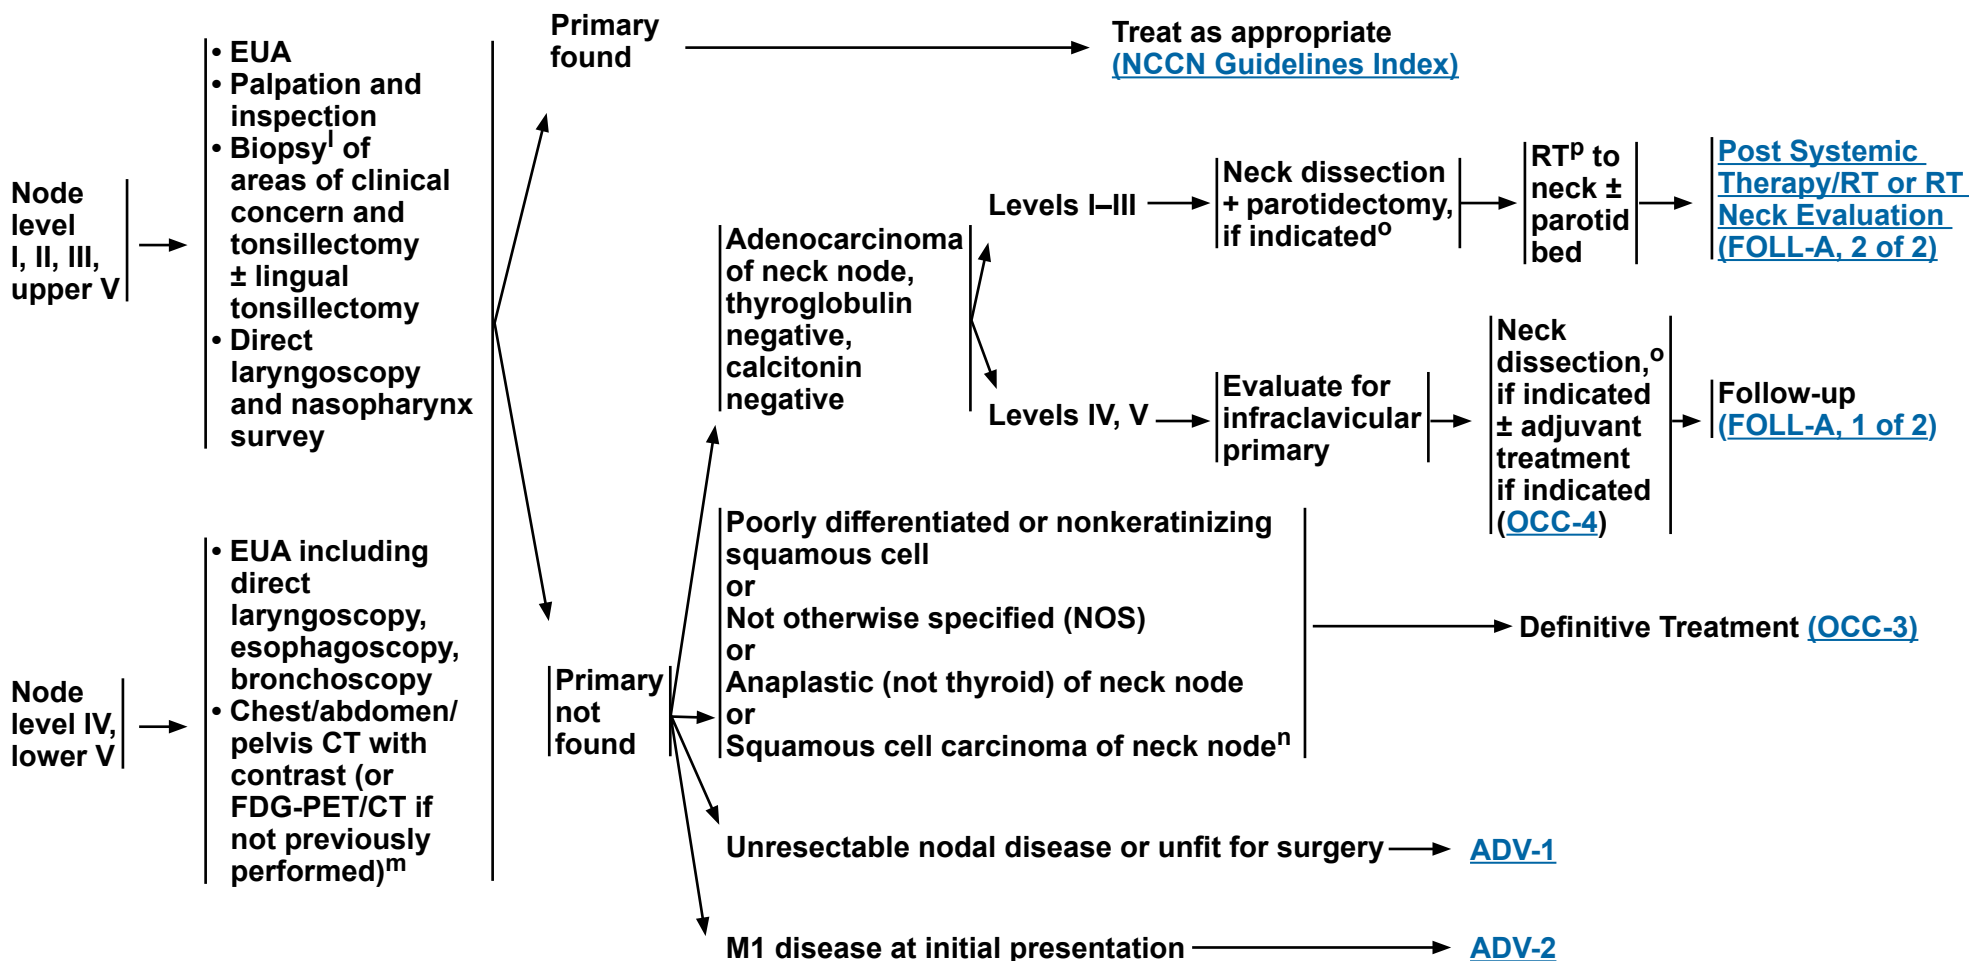 Node
level
I, II, III,
upper V
• EUA
• Palpation and
inspection
• Biopsyˡ of
areas of clinical
concern and
tonsillectomy
± lingual
tonsillectomy
• Direct
laryngoscopy
and nasopharynx
survey
Node
level IV,
lower V
• EUA including
direct
laryngoscopy,
esophagoscopy,
bronchoscopy
• Chest/abdomen/
pelvis CT with
contrast (or
FDG-PET/CT if
not previously
performed)ᵐ
Primary
found
Treat as appropriate
(NCCN Guidelines Index)
Primary
not
found
Adenocarcinoma
of neck node,
thyroglobulin
negative,
calcitonin
negative
Levels I–III
Neck dissection
+ parotidectomy,
if indicatedᵒ
RTᵖ to
neck ±
parotid
bed
Post Systemic
Therapy/RT or RT
Neck Evaluation
(FOLL-A, 2 of 2)
Levels IV, V
Evaluate for
infraclavicular
primary
Neck
dissection,ᵒ
if indicated
± adjuvant
treatment
if indicated
(OCC-4)
Follow-up
(FOLL-A, 1 of 2)
Poorly differentiated or nonkeratinizing
squamous cell
or
Not otherwise specified (NOS)
or
Anaplastic (not thyroid) of neck node
or
Squamous cell carcinoma of neck nodeⁿ
Definitive Treatment (OCC-3)
Unresectable nodal disease or unfit for surgery
ADV-1
M1 disease at initial presentation
ADV-2